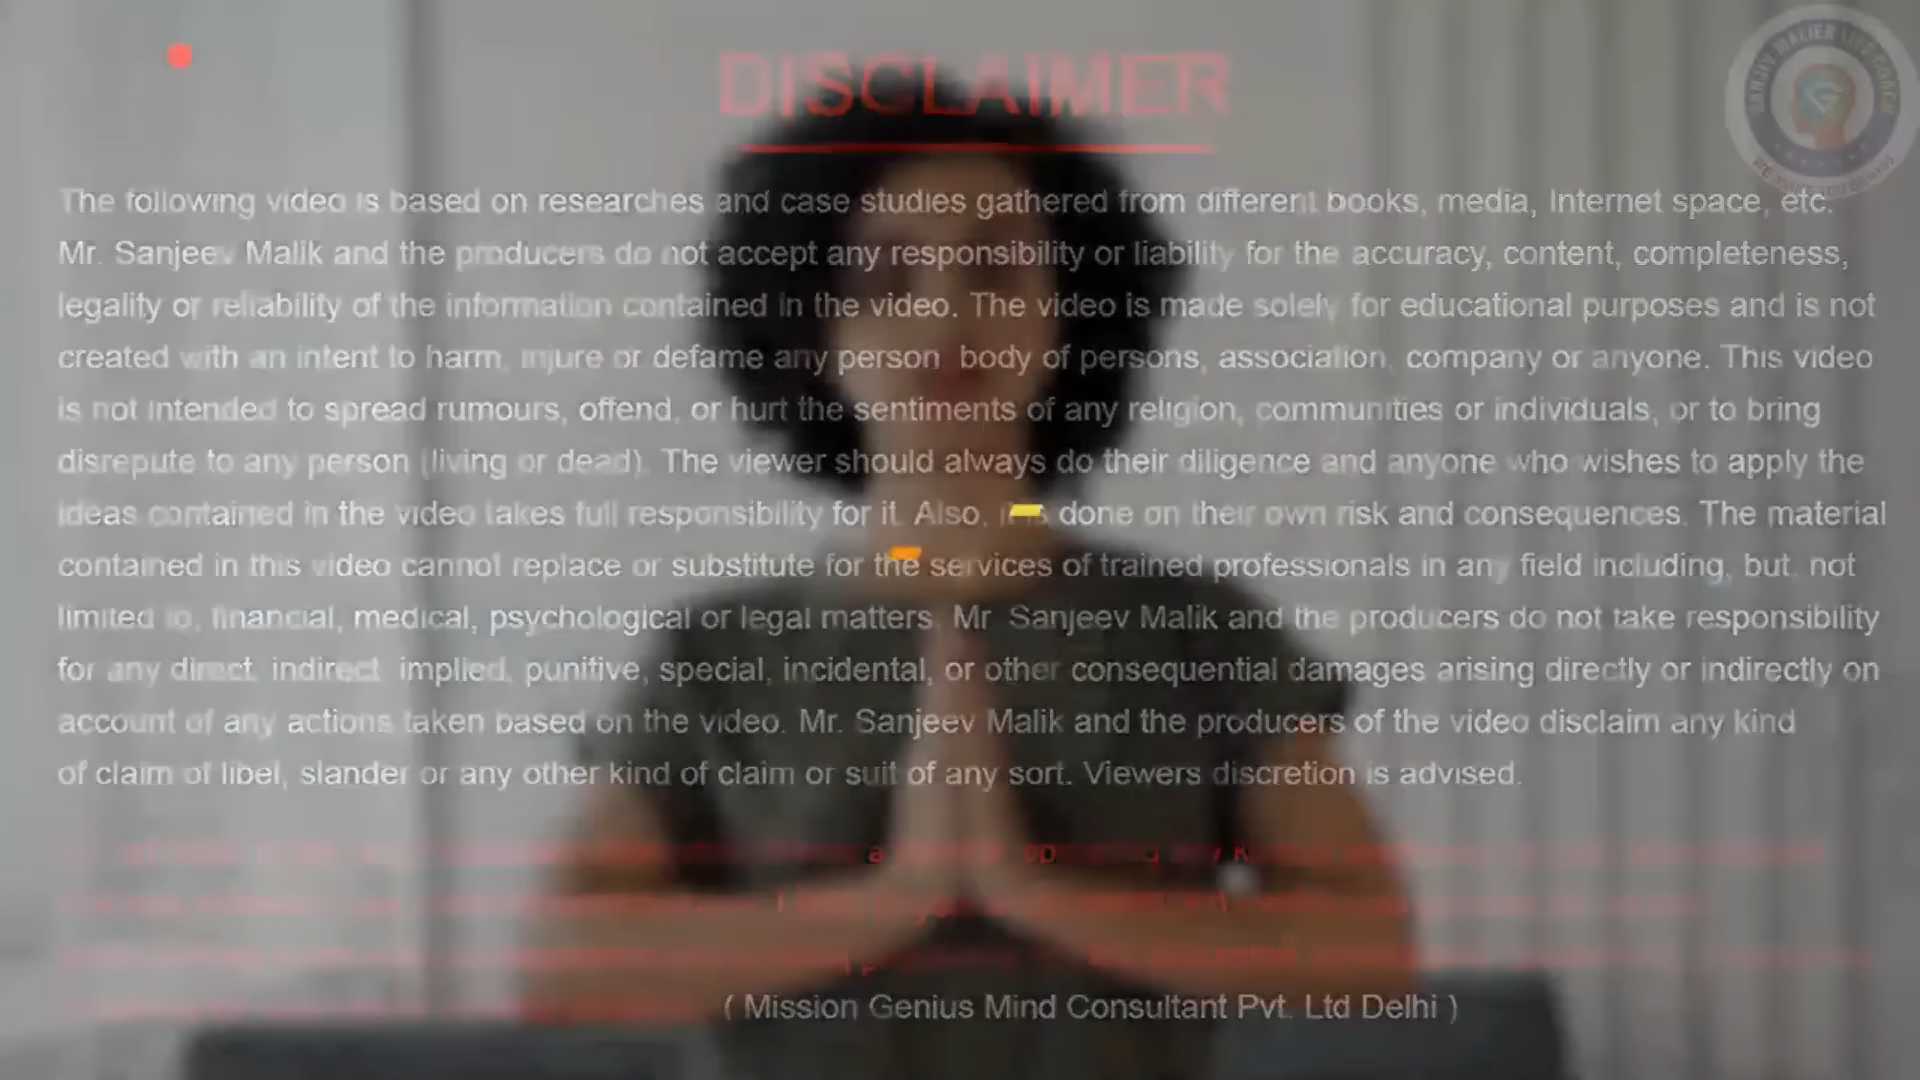 DISCLAIMER
The following video is based on researches and case studies gathered from different books, media, Internet space, etc.
Mr. Sanjeev Malik and the producers do not accept any responsibility or liability for the accuracy, content, completeness,
legality or reliability of the information contained in the video. The video is made solely for educational purposes and is not
created with an intent to harm, injure or defame any person, body of persons, association, company or anyone. This video
is not intended to spread rumours, offend, or hurt the sentiments of any religion, communities or individuals, or to bring
disrepute to any person (living or dead). The viewer should always do their diligence and anyone who wishes to apply the
ideas contained in the video takes full responsibility for it. Also, done on their own risk and consequences. The material
contained in this video cannot replace or substitute for the services of trained professionals in any field including, but not
limited to, financial, medical, psychological or legal matters. Mr. Sanjeev Malik and the producers do not take responsibility
for any direct, indirect, implied, punitive, special, incidental, or other consequential damages arising directly or indirectly on
account of any actions taken based on the video. Mr. Sanjeev Malik and the producers of the video disclaim any kind
of claim of libel, slander or any other kind of claim or suit of any sort. Viewers discretion is advised.
( Mission Genius Mind Consultant Pvt. Ltd Delhi )